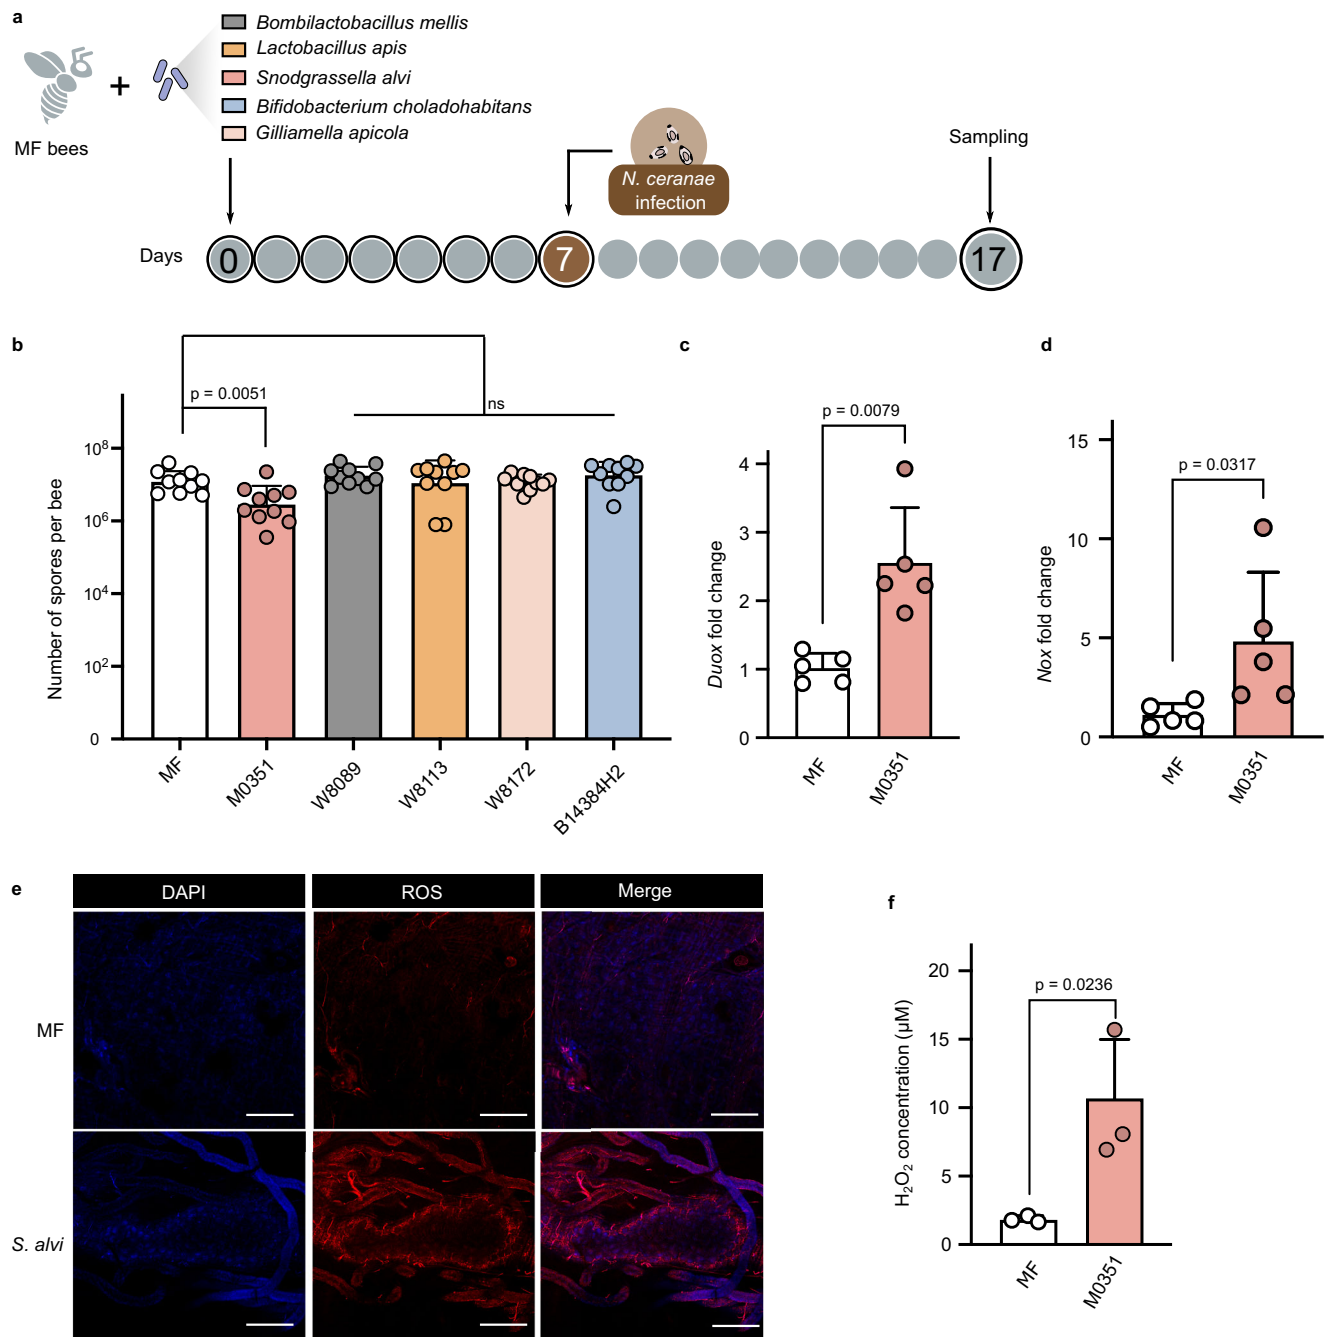 a
Bombilactobacillus mellis
Lactobacillus apis
Snodgrassella alvi
Bifidobacterium choladohabitans
Gilliamella apicola
+
MF bees
N. ceranae
infection
Sampling
Days
0
7
17
b
p = 0.0051
ns
Number of spores per bee
10⁸
10⁶
10⁴
10²
0
MF
M0351
W8089
W8113
W8172
B14384H2
c
p = 0.0079
Duox fold change
4
3
2
1
0
MF
M0351
d
p = 0.0317
Nox fold change
15
10
5
0
MF
M0351
e
DAPI
ROS
Merge
MF
S. alvi
f
p = 0.0236
H₂O₂ concentration (µM)
20
15
10
5
0
MF
M0351